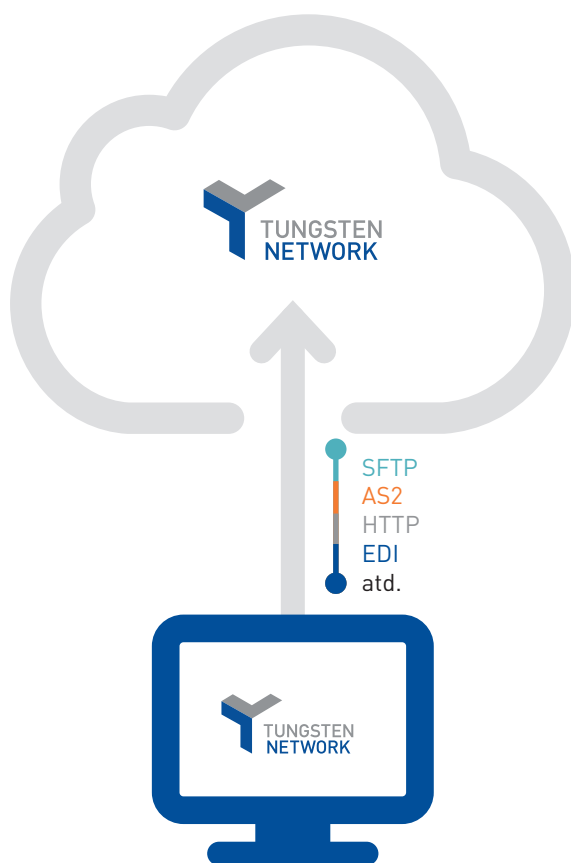 TUNGSTEN
NETWORK
SFTP
AS2
HTTP
EDI
atd.
TUNGSTEN
NETWORK